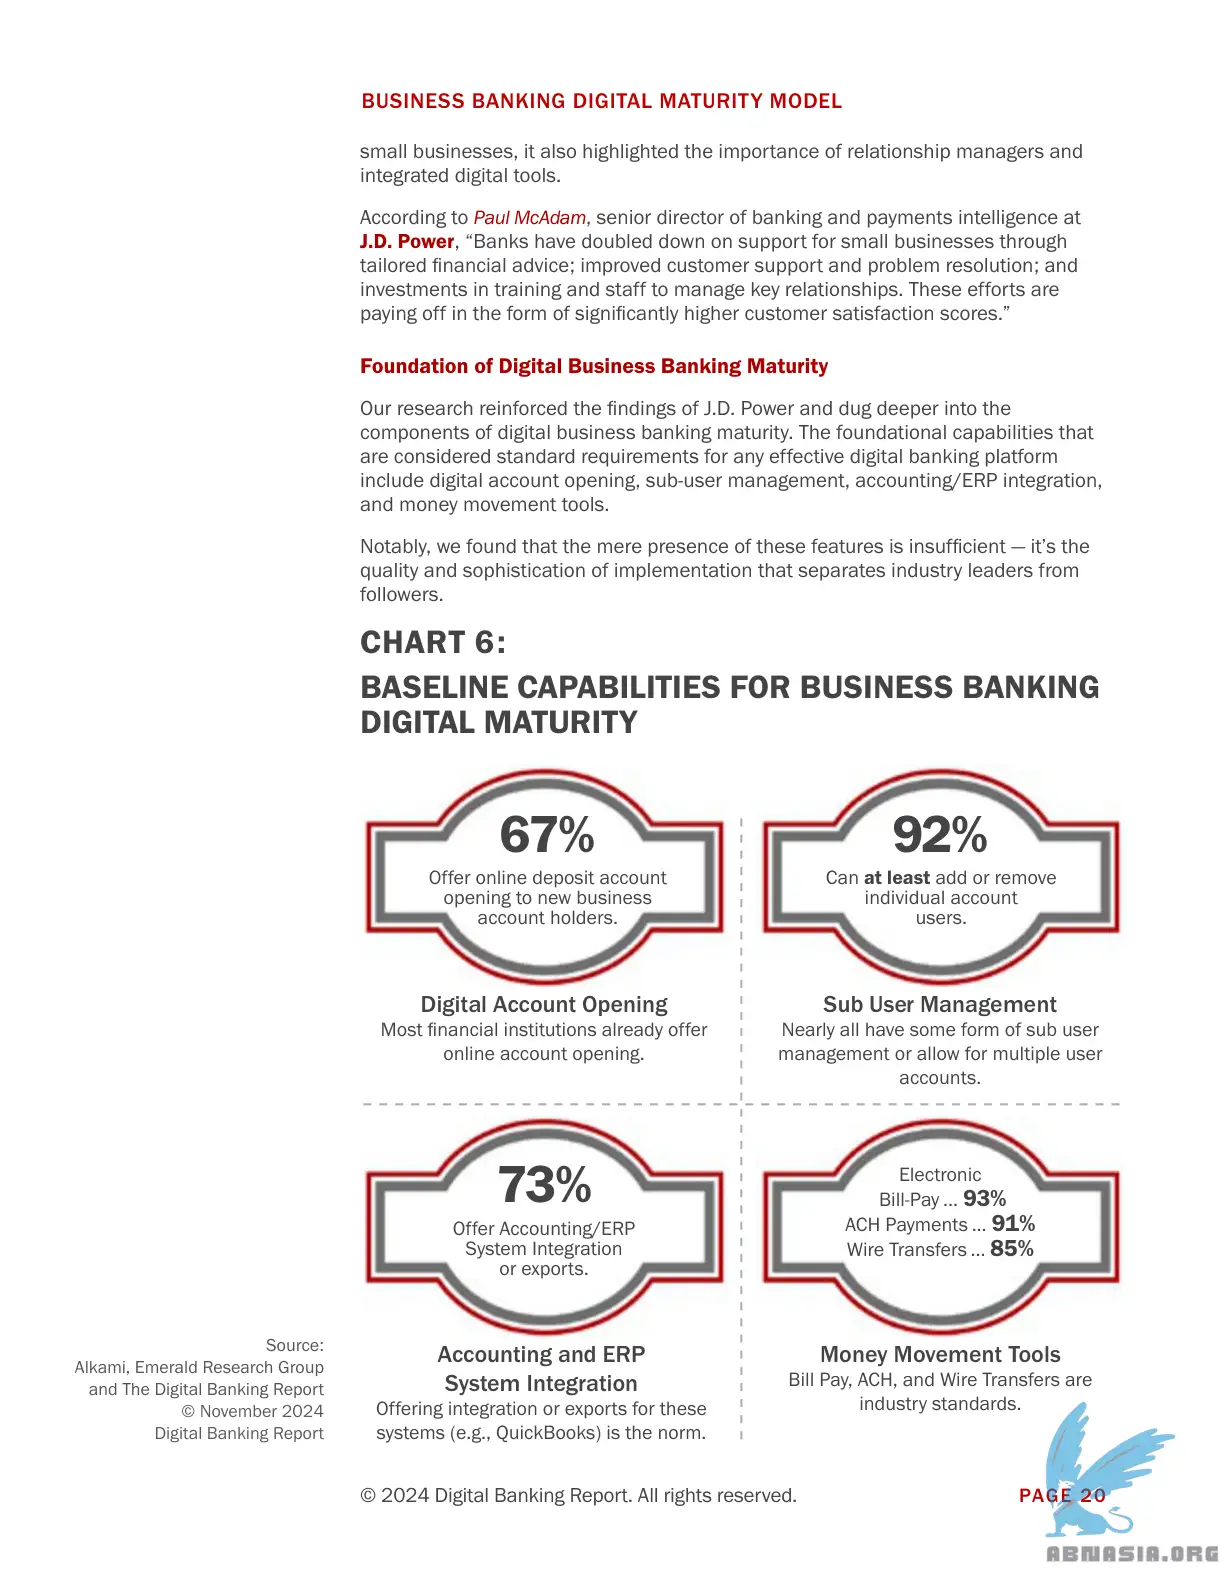 BUSINESS BANKING DIGITAL MATURITY MODEL
small businesses, it also highlighted the importance of relationship managers and
integrated digital tools.
According to Paul McAdam, senior director of banking and payments intelligence at
J.D. Power, “Banks have doubled down on support for small businesses through
tailored financial advice; improved customer support and problem resolution; and
investments in training and staff to manage key relationships. These efforts are
paying off in the form of significantly higher customer satisfaction scores.”
Foundation of Digital Business Banking Maturity
Our research reinforced the findings of J.D. Power and dug deeper into the
components of digital business banking maturity. The foundational capabilities that
are considered standard requirements for any effective digital banking platform
include digital account opening, sub-user management, accounting/ERP integration,
and money movement tools.
Notably, we found that the mere presence of these features is insufficient — it’s the
quality and sophistication of implementation that separates industry leaders from
followers.
CHART 6:
BASELINE CAPABILITIES FOR BUSINESS BANKING
DIGITAL MATURITY
67%
Offer online deposit account
opening to new business
account holders.
Digital Account Opening
Most financial institutions already offer
online account opening.
92%
Can at least add or remove
individual account
users.
Sub User Management
Nearly all have some form of sub user
management or allow for multiple user
accounts.
73%
Offer Accounting/ERP
System Integration
or exports.
Accounting and ERP
System Integration
Offering integration or exports for these
systems (e.g., QuickBooks) is the norm.
Electronic
Bill-Pay ... 93%
ACH Payments ... 91%
Wire Transfers ... 85%
Money Movement Tools
Bill Pay, ACH, and Wire Transfers are
industry standards.
Source:
Alkami, Emerald Research Group
and The Digital Banking Report
© November 2024
Digital Banking Report
© 2024 Digital Banking Report. All rights reserved.
PAGE 20
ABNASIA.ORG